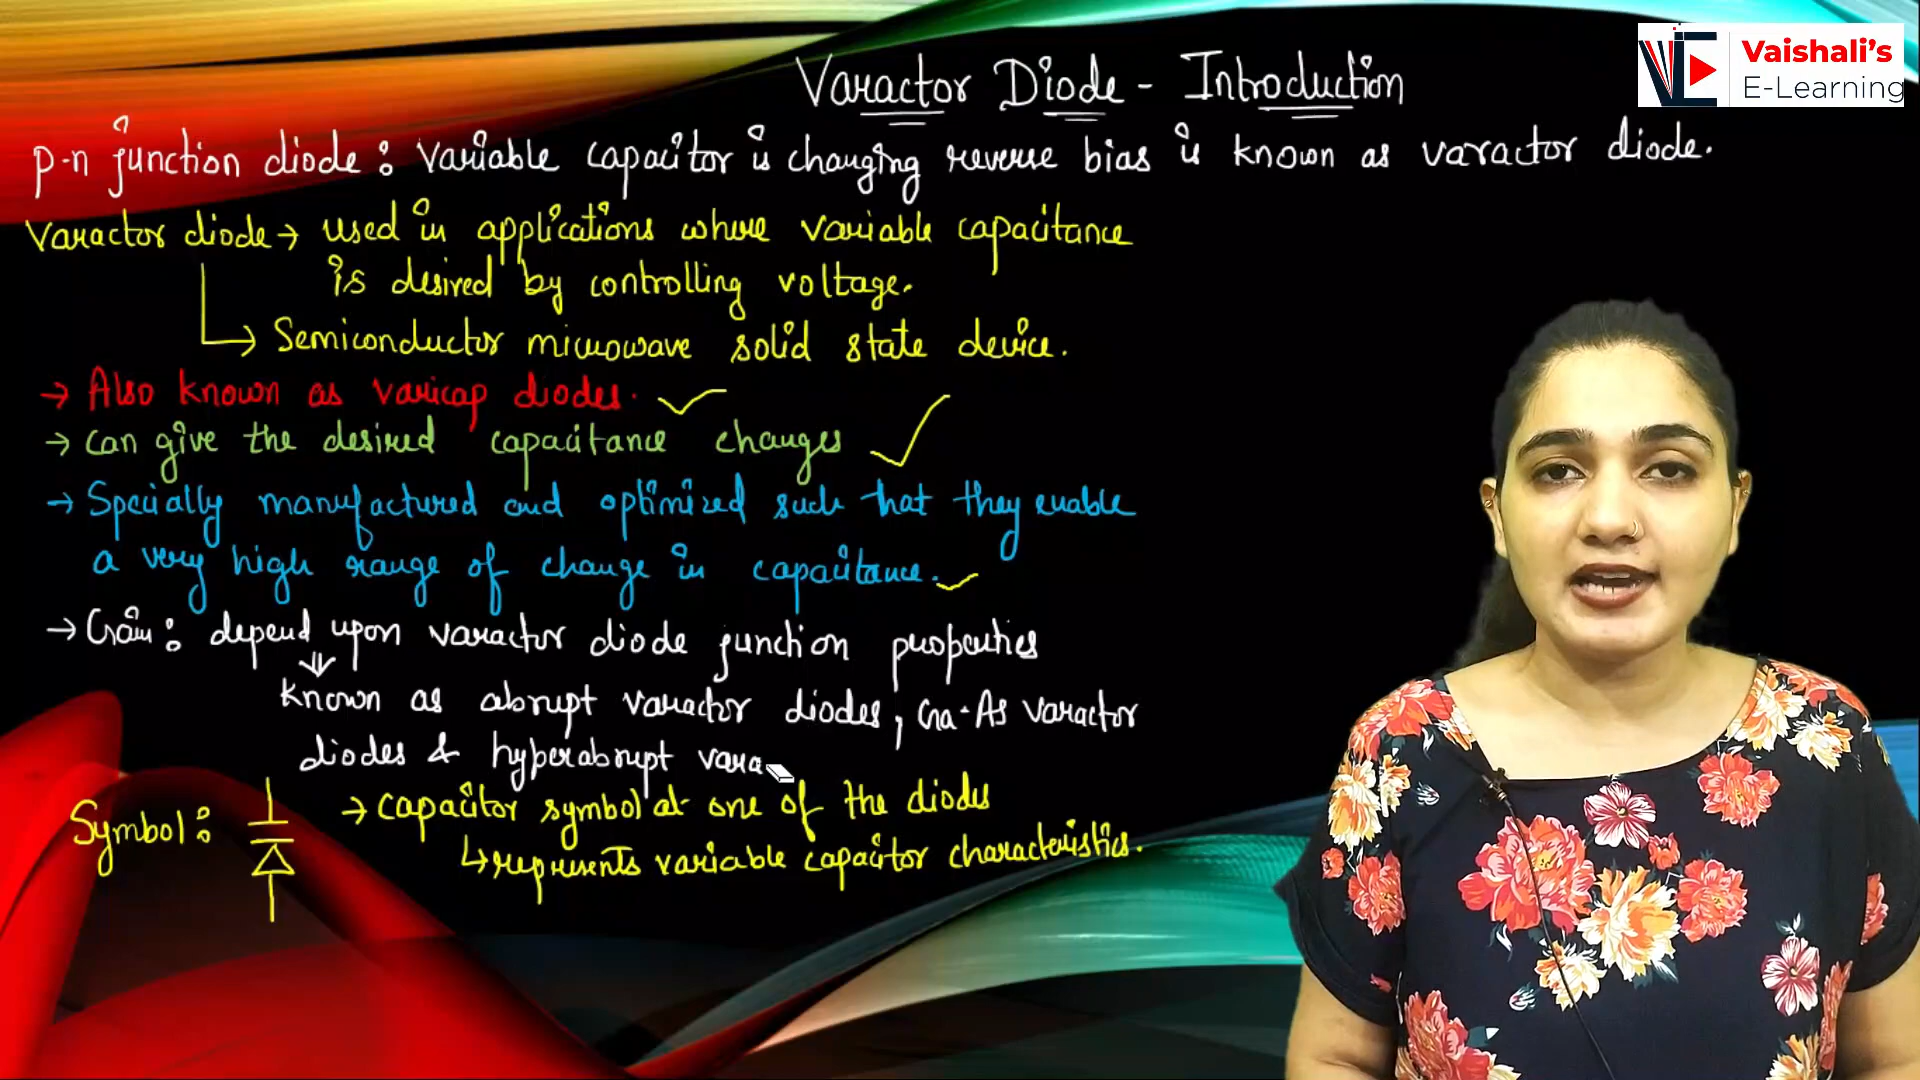 Varactor Diode - Introduction
Vaishali's
E-Learning
p-n junction diode: Variable capacitor is changing reverse bias is known as varactor diode.
Varactor diode → used in applications where variable capacitance
is desired by controlling voltage.
→ Semiconductor microwave solid state device.
→ Also known as varicap diodes.
→ can give the desired capacitance changes
→ Specially manufactured and optimized such that they enable
a very high range of change in capacitance.
→ Gain: depend upon varactor diode junction properties
known as abrupt varactor diodes, Ga-As varactor
diodes & hyperabrupt vara
Symbol: → capacitor symbol at one of the diodes
↳ represents variable capacitor characteristics.